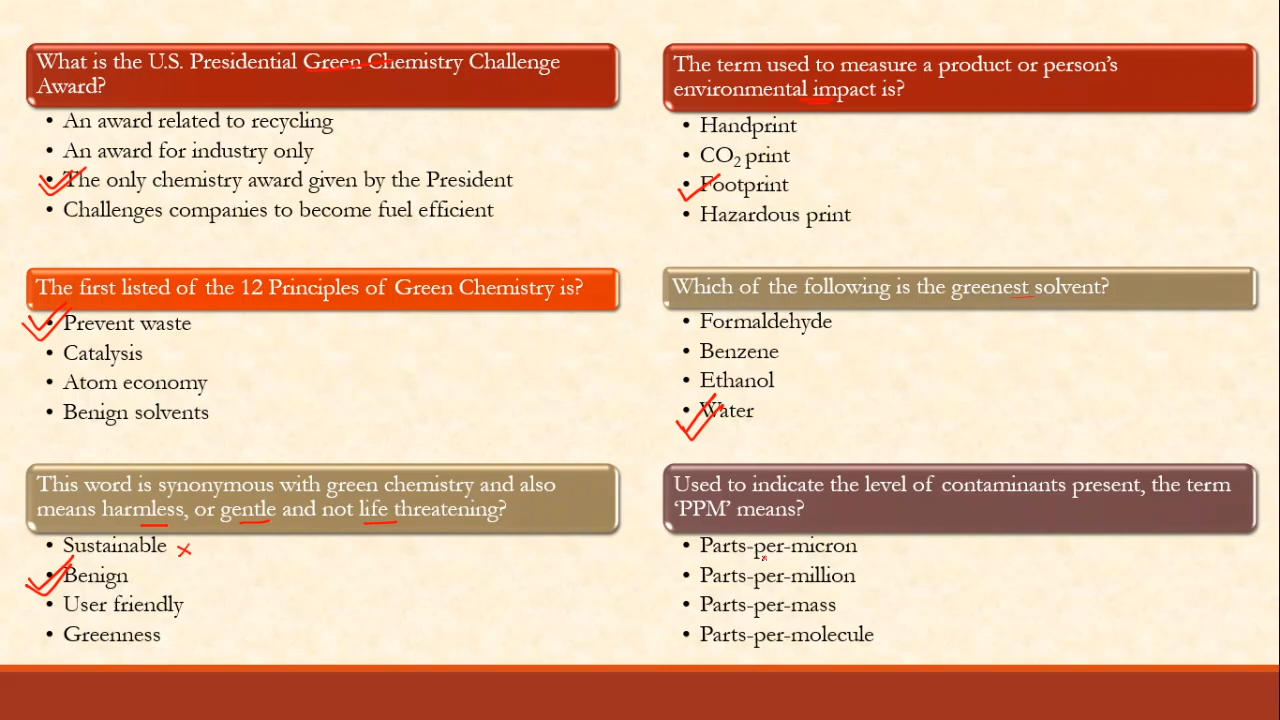 What is the U.S. Presidential Green Chemistry Challenge
Award?
• An award related to recycling
• An award for industry only
• The only chemistry award given by the President
• Challenges companies to become fuel efficient
The first listed of the 12 Principles of Green Chemistry is?
• Prevent waste
• Catalysis
• Atom economy
• Benign solvents
This word is synonymous with green chemistry and also
means harmless, or gentle and not life threatening?
• Sustainable
• Benign
• User friendly
• Greenness
The term used to measure a product or person's
environmental impact is?
• Handprint
• CO₂ print
• Footprint
• Hazardous print
Which of the following is the greenest solvent?
• Formaldehyde
• Benzene
• Ethanol
• Water
Used to indicate the level of contaminants present, the term
‘PPM’ means?
• Parts-per-micron
• Parts-per-million
• Parts-per-mass
• Parts-per-molecule